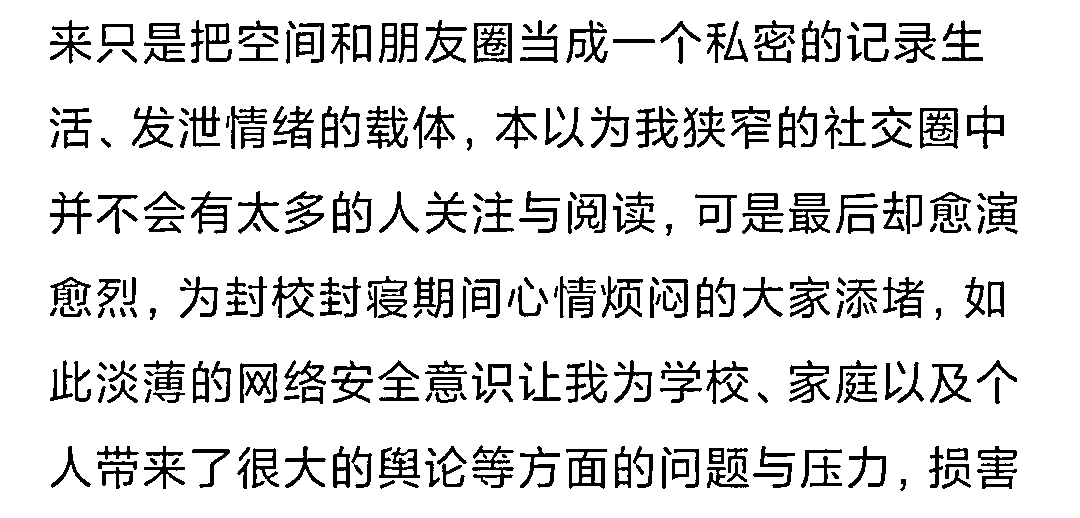 来只是把空间和朋友圈当成一个私密的记录生
活、发泄情绪的载体，本以为我狭窄的社交圈中
并不会有太多的人关注与阅读，可是最后却愈演
愈烈，为封校封寝期间心情烦闷的大家添堵，如
此淡薄的网络安全意识让我为学校、家庭以及个
人带来了很大的舆论等方面的问题与压力，损害